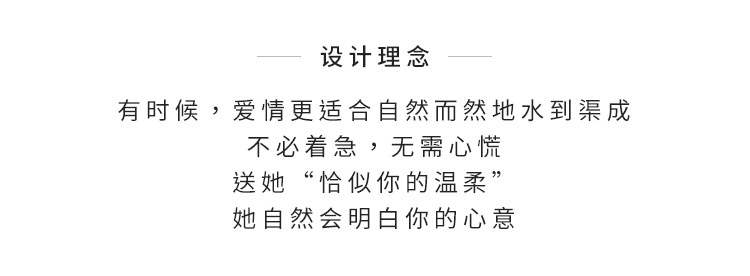 设计理念
有时候，爱情更适合自然而然地水到渠成
不必着急，无需心慌
送她“恰似你的温柔”
她自然会明白你的心意